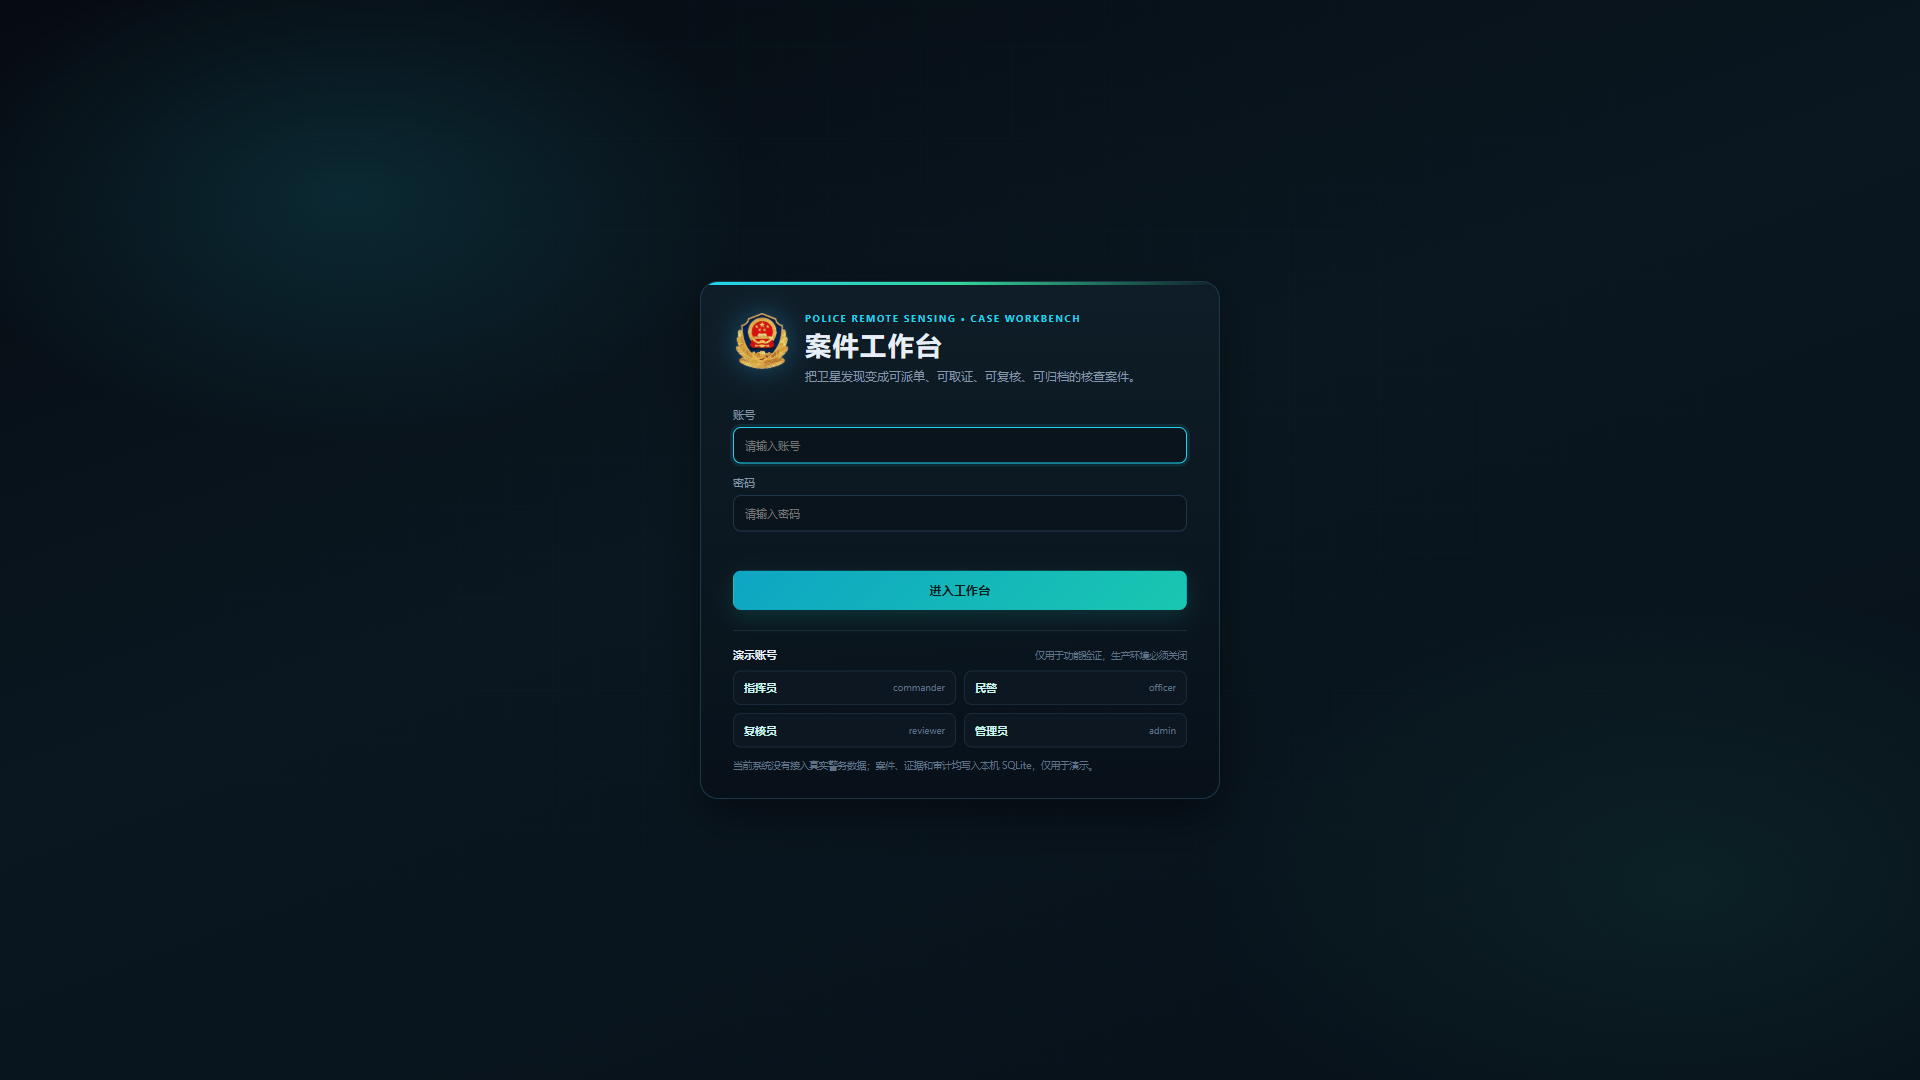 POLICE REMOTE SENSING • CASE WORKBENCH
案件工作台
把卫星发现变成可派单、可取证、可复核、可归档的核查案件。
账号
请输入账号
密码
请输入密码
进入工作台
演示账号
仅用于功能验证，生产环境必须关闭
指挥员 commander
民警 officer
复核员 reviewer
管理员 admin
当前系统没有接入真实警务数据；案件、证据和审计均写入本机 SQLite，仅用于演示。